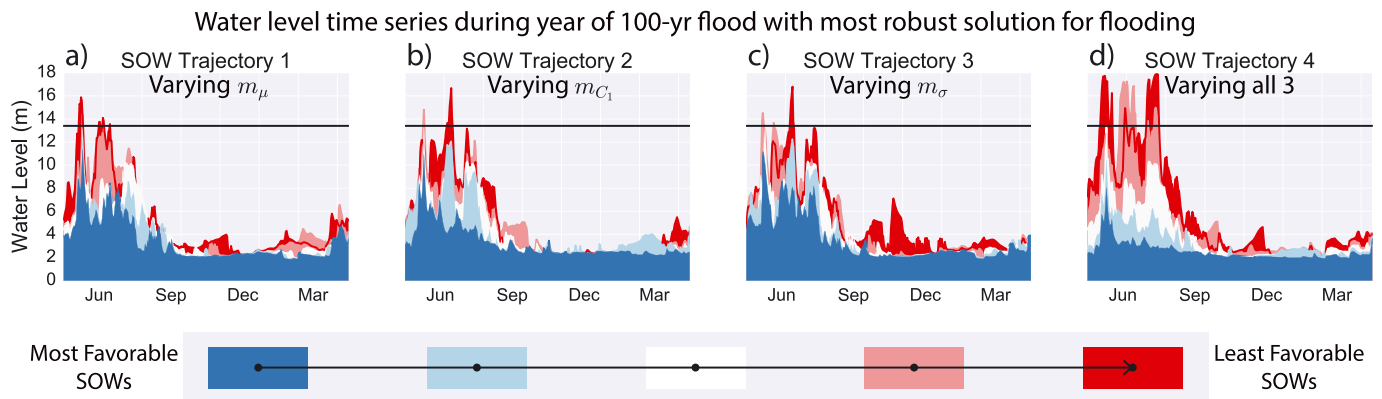 Water level time series during year of 100-yr flood with most robust solution for flooding
a)
SOW Trajectory 1
Varying m_μ
b)
SOW Trajectory 2
Varying m_{C_1}
c)
SOW Trajectory 3
Varying m_σ
d)
SOW Trajectory 4
Varying all 3
Water Level (m)
18
16
14
12
10
8
6
4
2
0
Jun Sep Dec Mar
Jun Sep Dec Mar
Jun Sep Dec Mar
Jun Sep Dec Mar
Most Favorable
SOWs
Least Favorable
SOWs